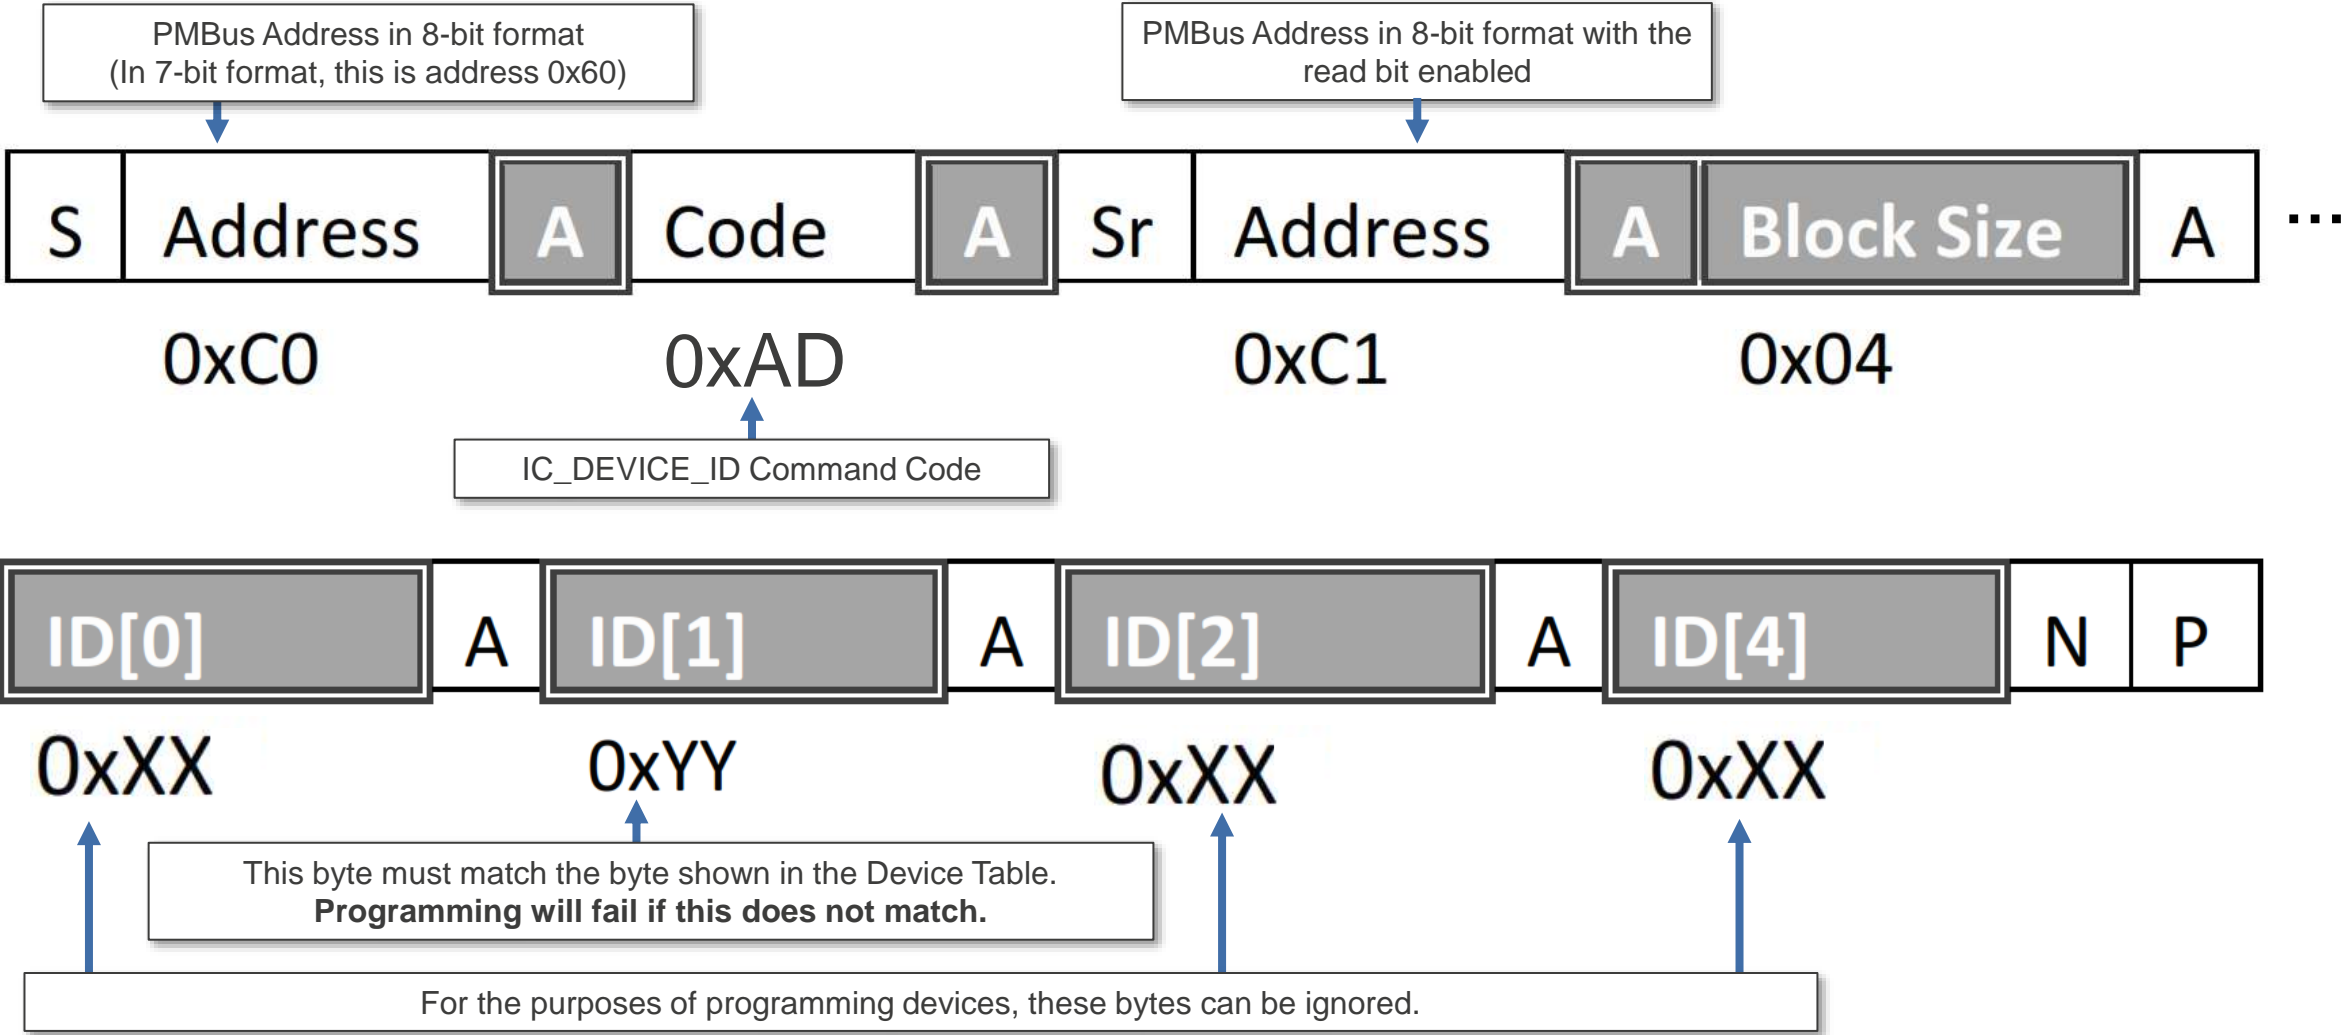 PMBus Address in 8-bit format
(In 7-bit format, this is address 0x60)
PMBus Address in 8-bit format with the
read bit enabled
S Address A Code A Sr Address A Block Size A ...
0xC0 0xAD 0xC1 0x04
IC_DEVICE_ID Command Code
ID[0] A ID[1] A ID[2] A ID[4] N P
0xXX 0xYY 0xXX 0xXX
This byte must match the byte shown in the Device Table.
Programming will fail if this does not match.
For the purposes of programming devices, these bytes can be ignored.